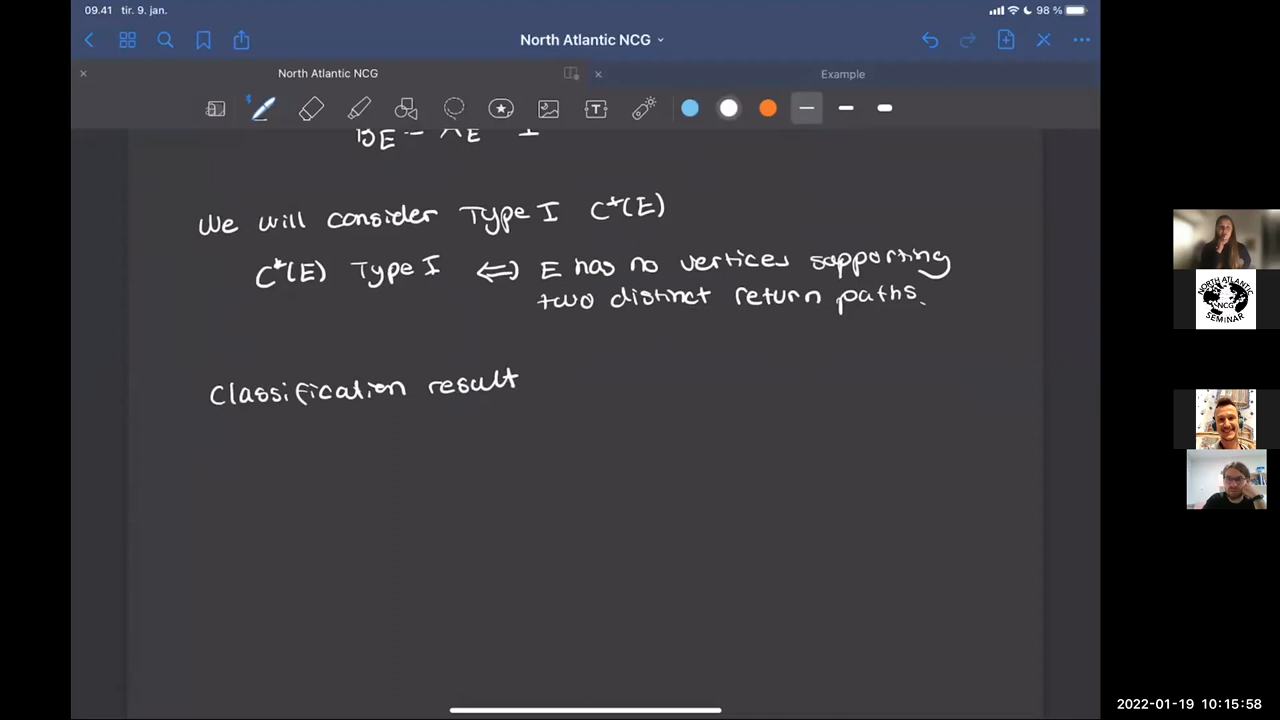 09.41 tir. 9. jan.
98 %
North Atlantic NCG
North Atlantic NCG
Example
B_E = A_E - I
We will consider Type I C*(E)
C*(E) Type I ⇔ E has no vertices supporting
two distinct return paths.
Classification result
NORTH ATLANTIC
NCG
SEMINAR
2022-01-19 10:15:58